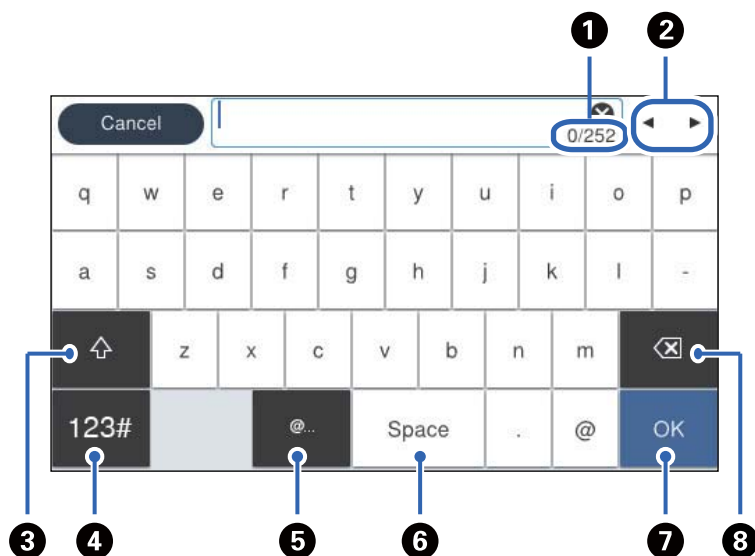 1 2
Cancel
0/252
q w e r t y u i o p
a s d f g h j k l -
z x c v b n m
123# @... Space . @ OK
3 4 5 6 7 8